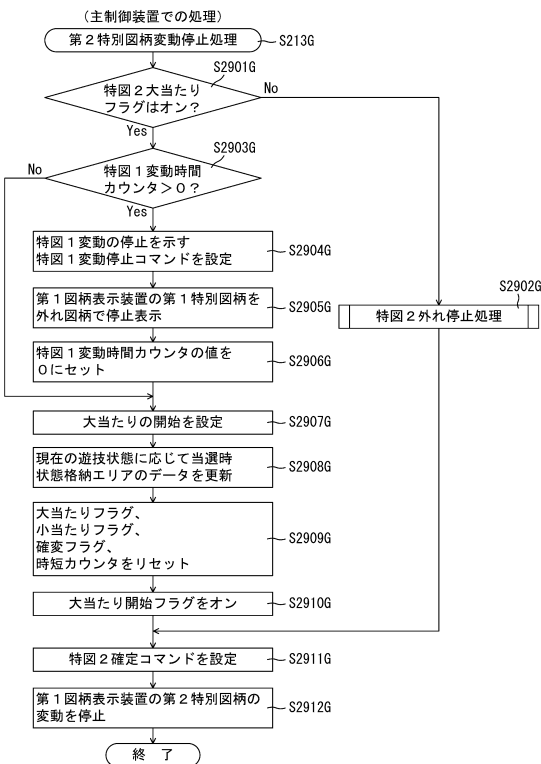 （主制御装置での処理）
第２特別図柄変動停止処理
S213G
S2901G
特図２大当たり
フラグはオン？
No
Yes
S2903G
特図１変動時間
カウンタ＞０？
No
Yes
特図１変動の停止を示す
特図１変動停止コマンドを設定
S2904G
S2902G
特図２外れ停止処理
第１図柄表示装置の第１特別図柄を
外れ図柄で停止表示
S2905G
特図１変動時間カウンタの値を
０にセット
S2906G
大当たりの開始を設定
S2907G
現在の遊技状態に応じて当選時
状態格納エリアのデータを更新
S2908G
大当たりフラグ、
小当たりフラグ、
確変フラグ、
時短カウンタをリセット
S2909G
大当たり開始フラグをオン
S2910G
特図２確定コマンドを設定
S2911G
第１図柄表示装置の第２特別図柄の
変動を停止
S2912G
終 了